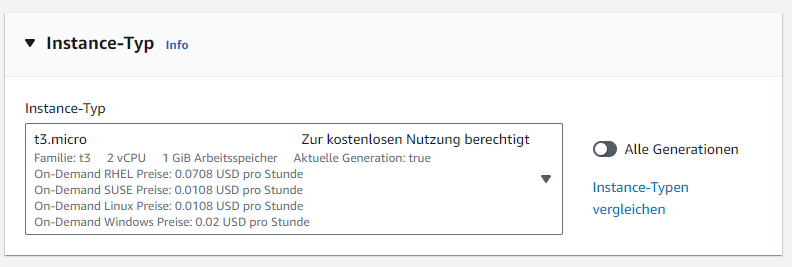 Instance-Typ Info
Instance-Typ
t3.micro Zur kostenlosen Nutzung berechtigt
Familie: t3 2 vCPU 1 GiB Arbeitsspeicher Aktuelle Generation: true
On-Demand RHEL Preise: 0.0708 USD pro Stunde
On-Demand SUSE Preise: 0.0108 USD pro Stunde
On-Demand Linux Preise: 0.0108 USD pro Stunde
On-Demand Windows Preise: 0.02 USD pro Stunde
Alle Generationen
Instance-Typen
vergleichen